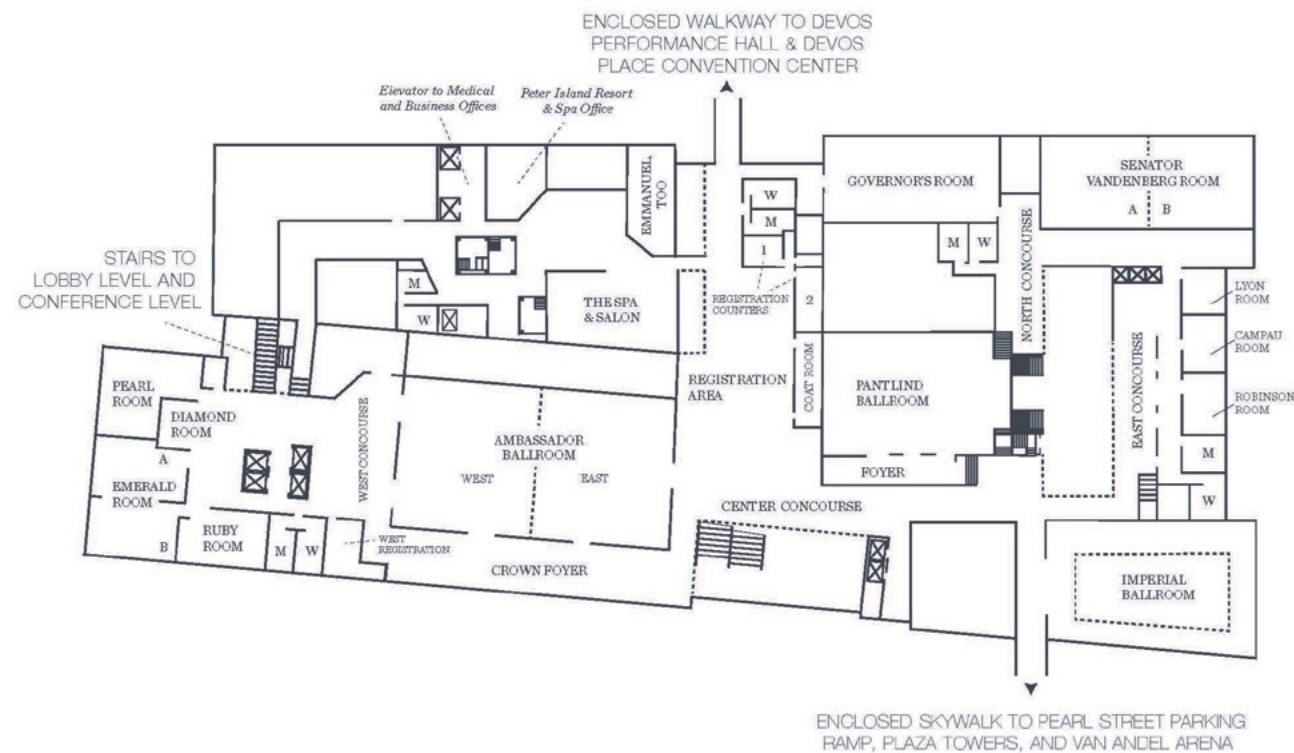 ENCLOSED WALKWAY TO DEVOS
PERFORMANCE HALL & DEVOS
PLACE CONVENTION CENTER
Elevator to Medical
and Business Offices
Peter Island Resort
& Spa Office
EMMANUEL,
TOO
W
M
1
GOVERNOR'S ROOM
SENATOR
VANDENBERG ROOM
A
B
STAIRS TO
LOBBY LEVEL AND
CONFERENCE LEVEL
M
W
THE SPA
& SALON
REGISTRATION
COUNTERS
2
M
W
NORTH CONCOURSE
LYON
ROOM
CAMPAU
ROOM
ROBINSON
ROOM
EAST CONCOURSE
M
W
PEARL
ROOM
DIAMOND
ROOM
A
EMERALD
ROOM
B
RUBY
ROOM
M
W
WEST CONCOURSE
WEST
REGISTRATION
AMBASSADOR
BALLROOM
WEST
EAST
REGISTRATION
AREA
COAT ROOM
PANTLIND
BALLROOM
FOYER
CENTER CONCOURSE
CROWN FOYER
IMPERIAL
BALLROOM
ENCLOSED SKYWALK TO PEARL STREET PARKING
RAMP, PLAZA TOWERS, AND VAN ANDEL ARENA